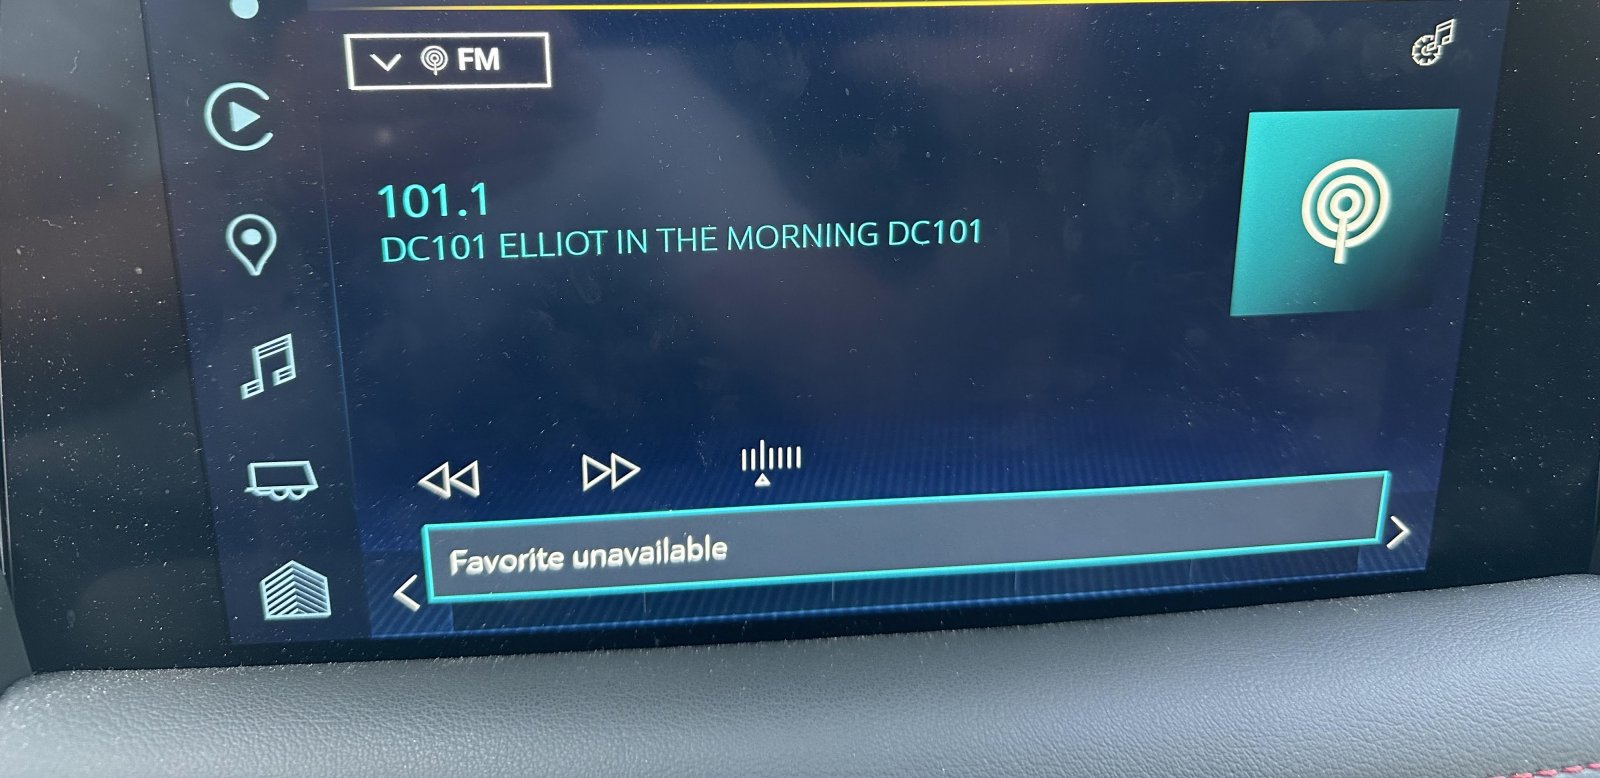 FM
101.1
DC101 ELLIOT IN THE MORNING DC101
Favorite unavailable